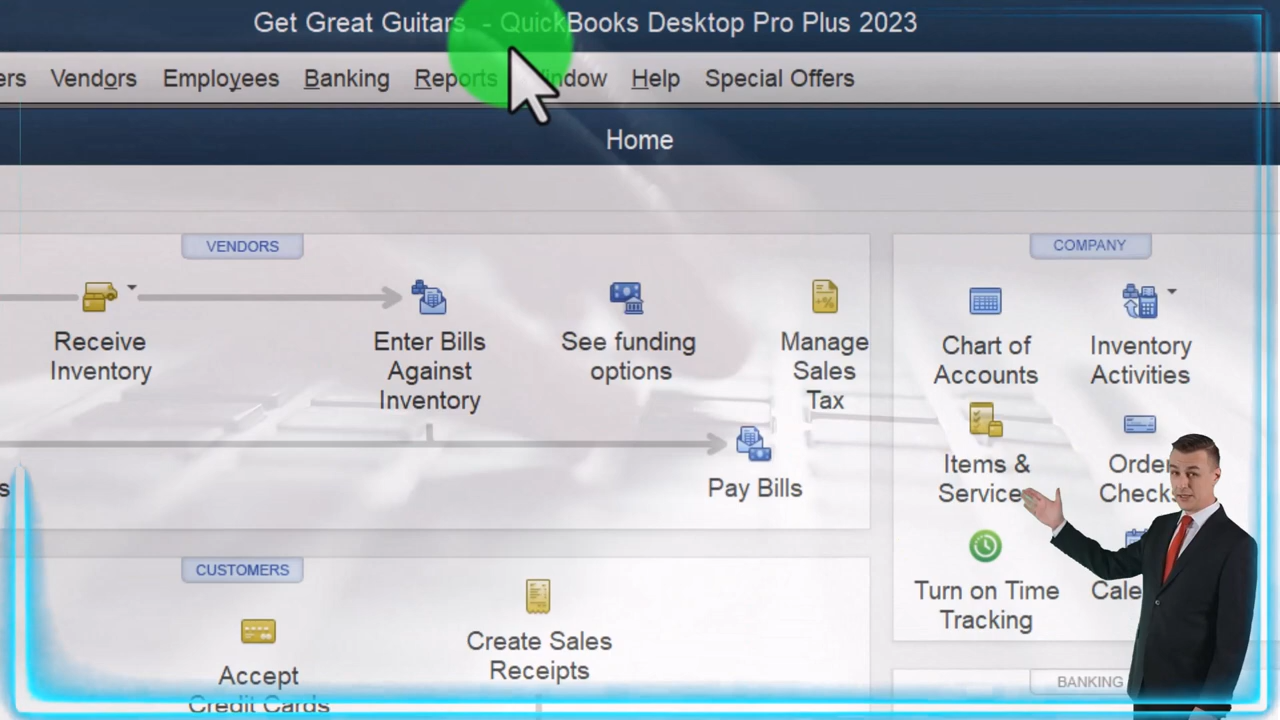 Get Great Guitars - QuickBooks Desktop Pro Plus 2023
ers Vendors Employees Banking Reports Window Help Special Offers
Home
VENDORS
COMPANY
Receive
Inventory
Enter Bills
Against
Inventory
See funding
options
Manage
Sales
Tax
Chart of
Accounts
Inventory
Activities
Pay Bills
s
Items &
Services
Order
Checks
CUSTOMERS
Turn on Time
Tracking
Cale
Create Sales
Receipts
Accept
Credit Cards
BANKING